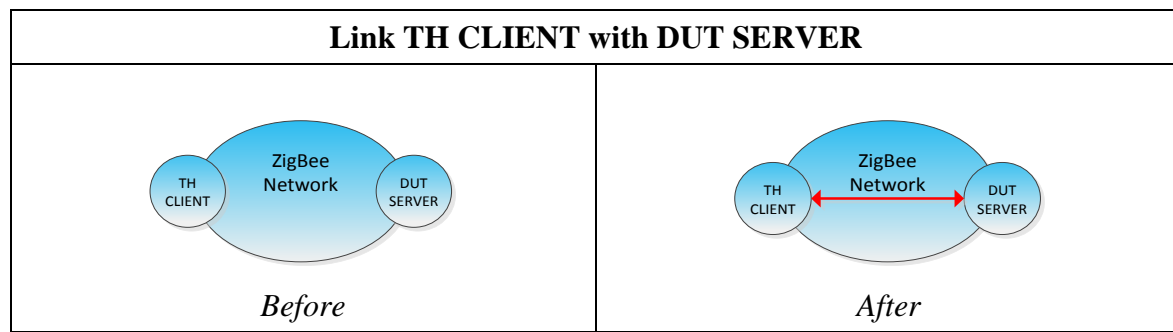 Link TH CLIENT with DUT SERVER
ZigBee
Network
TH
CLIENT
DUT
SERVER
Before
ZigBee
Network
TH
CLIENT
DUT
SERVER
After